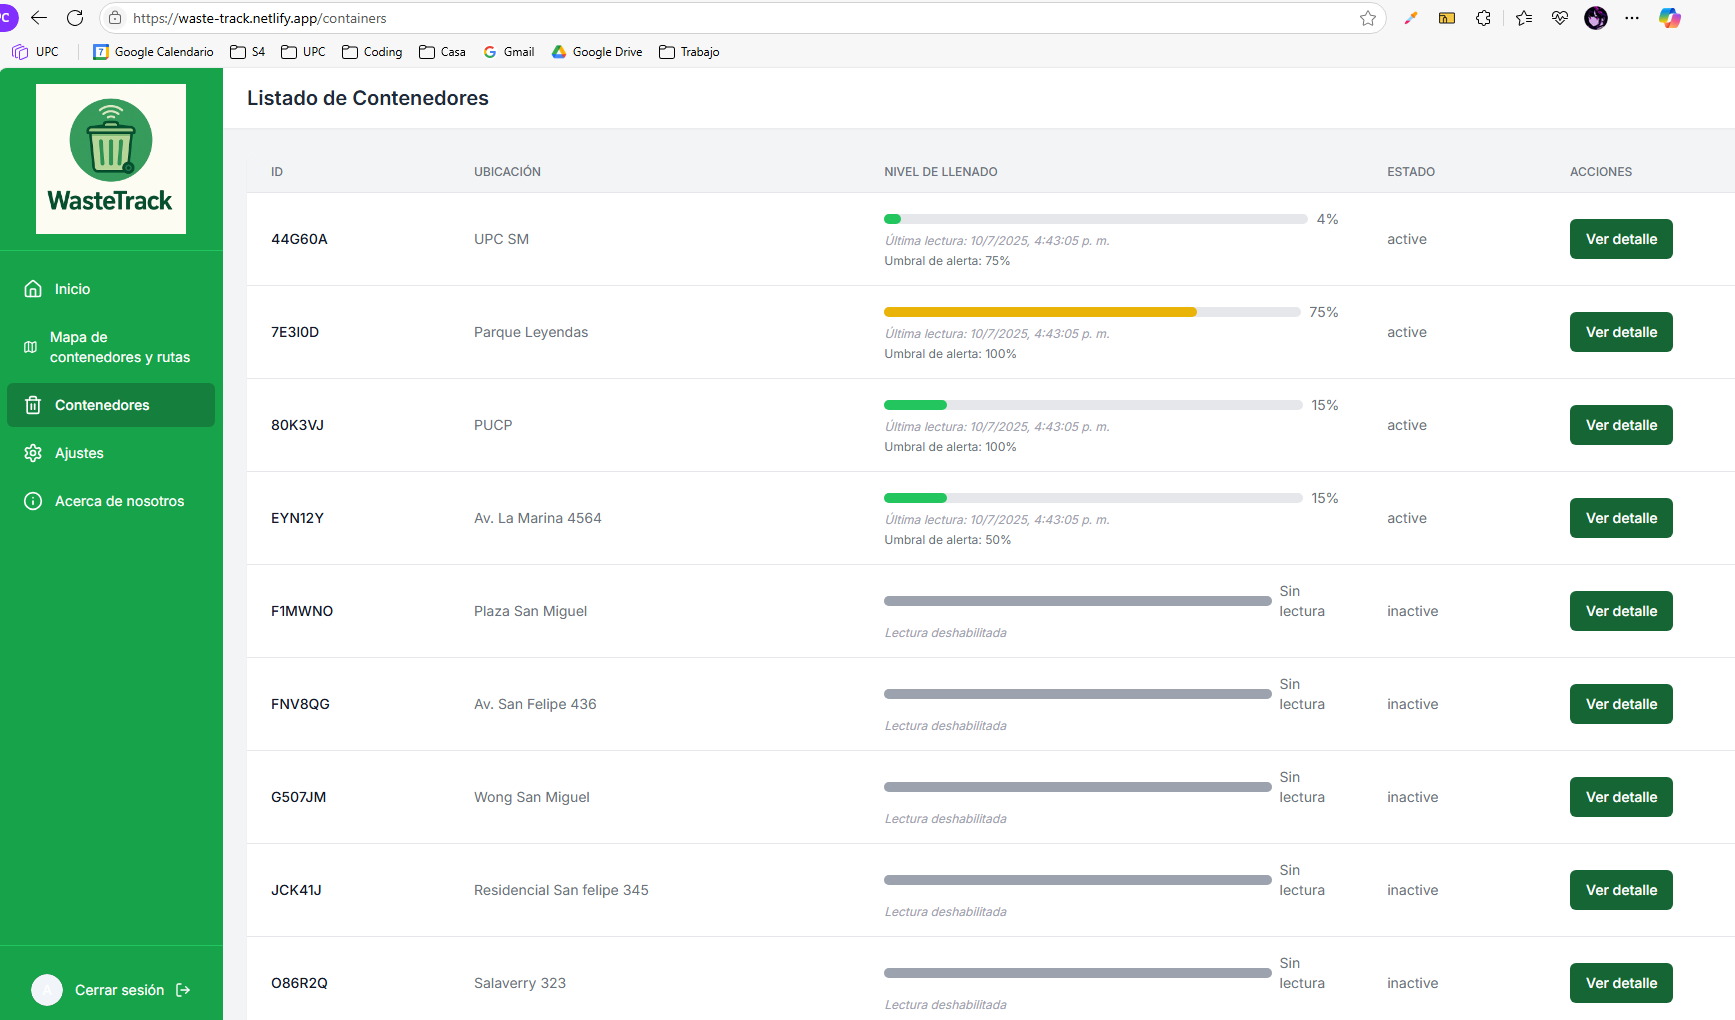 https://waste-track.netlify.app/containers
UPC
7 Google Calendario
S4
UPC
Coding
Casa
Gmail
Google Drive
Trabajo
WasteTrack
Inicio
Mapa de
contenedores y rutas
Contenedores
Ajustes
Acerca de nosotros
A Cerrar sesión
Listado de Contenedores
ID UBICACIÓN NIVEL DE LLENADO ESTADO ACCIONES
44G60A UPC SM 4% active Ver detalle
Última lectura: 10/7/2025, 4:43:05 p. m.
Umbral de alerta: 75%
7E3I0D Parque Leyendas 75% active Ver detalle
Última lectura: 10/7/2025, 4:43:05 p. m.
Umbral de alerta: 100%
80K3VJ PUCP 15% active Ver detalle
Última lectura: 10/7/2025, 4:43:05 p. m.
Umbral de alerta: 100%
EYN12Y Av. La Marina 4564 15% active Ver detalle
Última lectura: 10/7/2025, 4:43:05 p. m.
Umbral de alerta: 50%
F1MWNO Plaza San Miguel Sin
lectura inactive Ver detalle
Lectura deshabilitada
FNV8QG Av. San Felipe 436 Sin
lectura inactive Ver detalle
Lectura deshabilitada
G507JM Wong San Miguel Sin
lectura inactive Ver detalle
Lectura deshabilitada
JCK41J Residencial San felipe 345 Sin
lectura inactive Ver detalle
Lectura deshabilitada
O86R2Q Salaverry 323 Sin
lectura inactive Ver detalle
Lectura deshabilitada